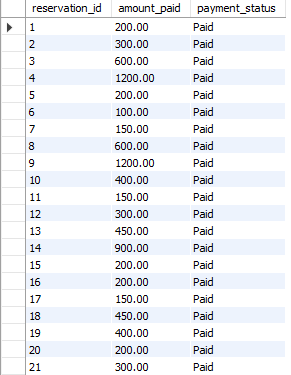 reservation_id amount_paid payment_status
1 200.00 Paid
2 300.00 Paid
3 600.00 Paid
4 1200.00 Paid
5 200.00 Paid
6 100.00 Paid
7 150.00 Paid
8 600.00 Paid
9 1200.00 Paid
10 400.00 Paid
11 150.00 Paid
12 300.00 Paid
13 450.00 Paid
14 900.00 Paid
15 200.00 Paid
16 200.00 Paid
17 150.00 Paid
18 450.00 Paid
19 400.00 Paid
20 200.00 Paid
21 300.00 Paid